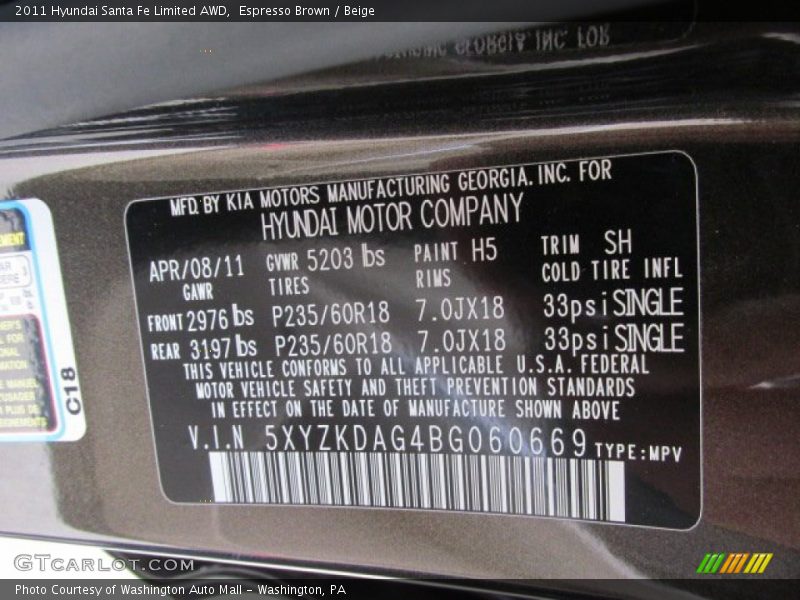 2011 Hyundai Santa Fe Limited AWD, Espresso Brown / Beige
MFD. BY KIA MOTORS MANUFACTURING GEORGIA. INC. FOR
HYUNDAI MOTOR COMPANY
APR/08/11 GVWR 5203 lbs PAINT H5 TRIM SH
GAWR TIRES RIMS COLD TIRE INFL
FRONT 2976 lbs P235/60R18 7.0JX18 33psi SINGLE
REAR 3197 lbs P235/60R18 7.0JX18 33psi SINGLE
THIS VEHICLE CONFORMS TO ALL APPLICABLE U.S.A. FEDERAL
MOTOR VEHICLE SAFETY AND THEFT PREVENTION STANDARDS
IN EFFECT ON THE DATE OF MANUFACTURE SHOWN ABOVE
V.I.N 5XYZKDAG4BG060669 TYPE:MPV
C18
GTCARLOT.COM
Photo Courtesy of Washington Auto Mall - Washington, PA